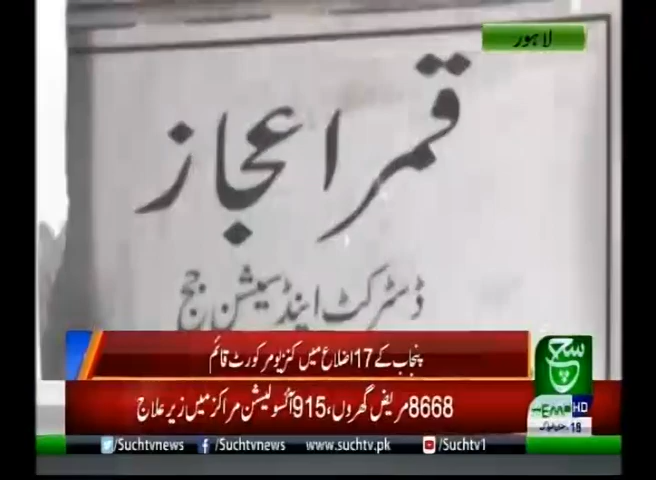 لاہور
قمر اعجاز
ڈسٹرکٹ اینڈ سیشن جج
پنجاب کے 17 اضلاع میں کنزیومر کورٹ قائم
8668 مریض گھروں، 915 آئسولیشن مراکز میں زیر علاج
سچ
HD
18
/Suchtvnews f /Suchtvnews www.suchtv.pk /Suchtv1